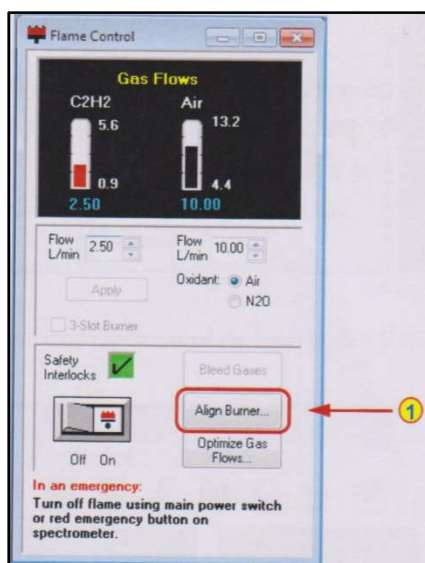 Flame Control
Gas Flows
C2H2 Air
5.6 13.2
0.9 4.4
2.50 10.00
Flow L/min 2.50
Flow L/min 10.00
Apply
Oxidant: Air
N2O
3-Slot Burner
Safety Interlocks
Bleed Gases
Align Burner...
1
Off On
Optimize Gas Flows...
In an emergency:
Turn off flame using main power switch
or red emergency button on
spectrometer.